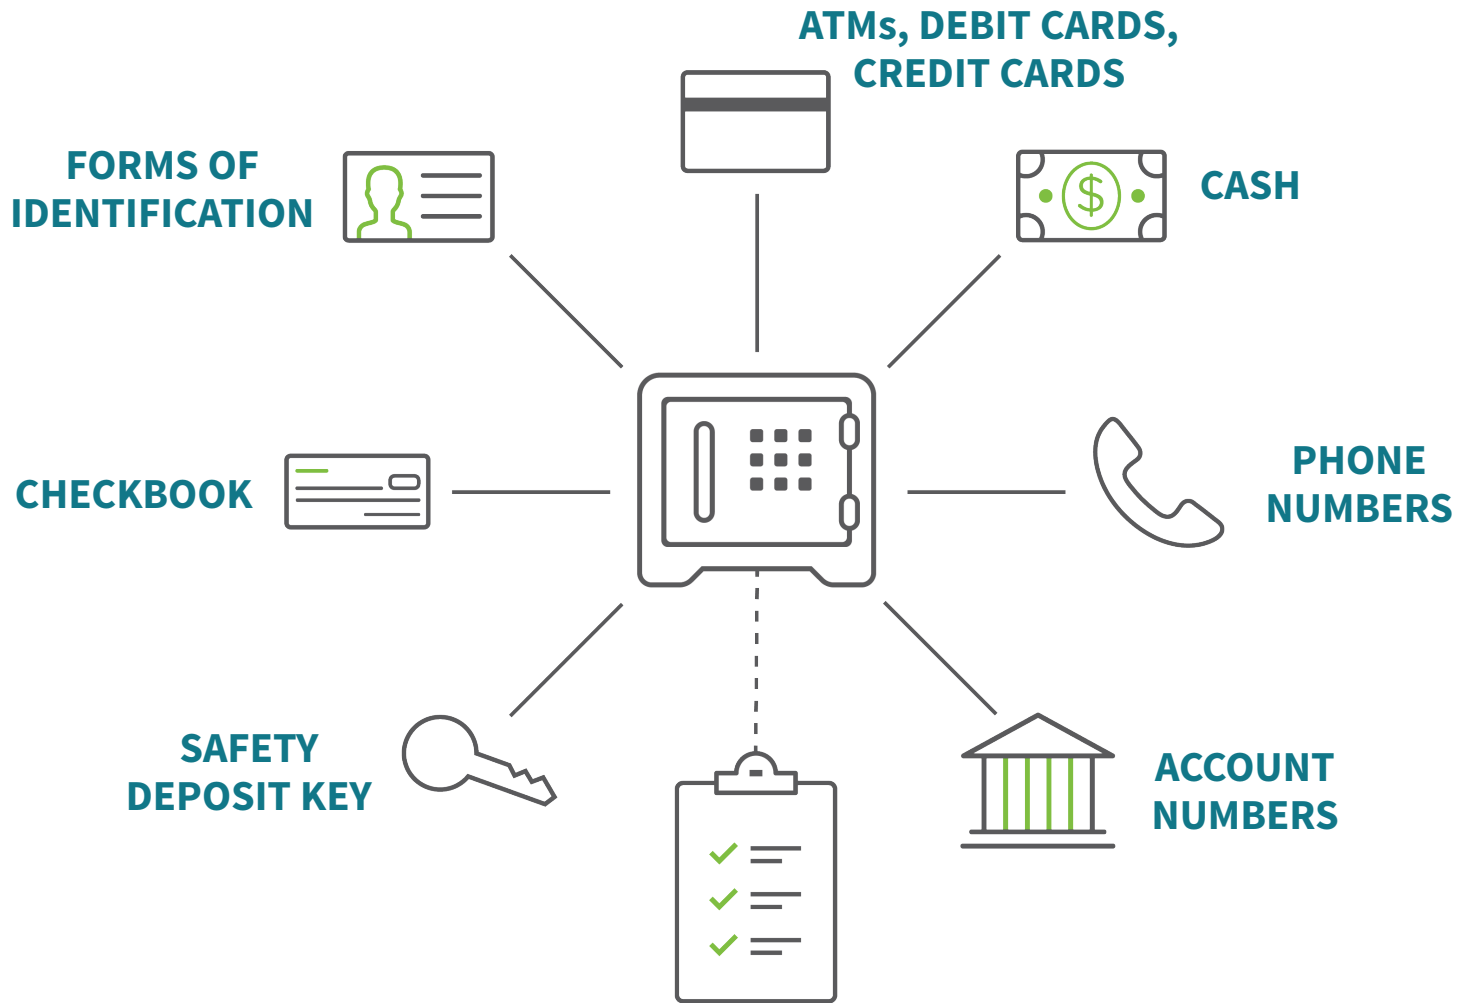 ATMs, DEBIT CARDS,
CREDIT CARDS
FORMS OF
IDENTIFICATION
$
CASH
CHECKBOOK
PHONE
NUMBERS
SAFETY
DEPOSIT KEY
ACCOUNT
NUMBERS